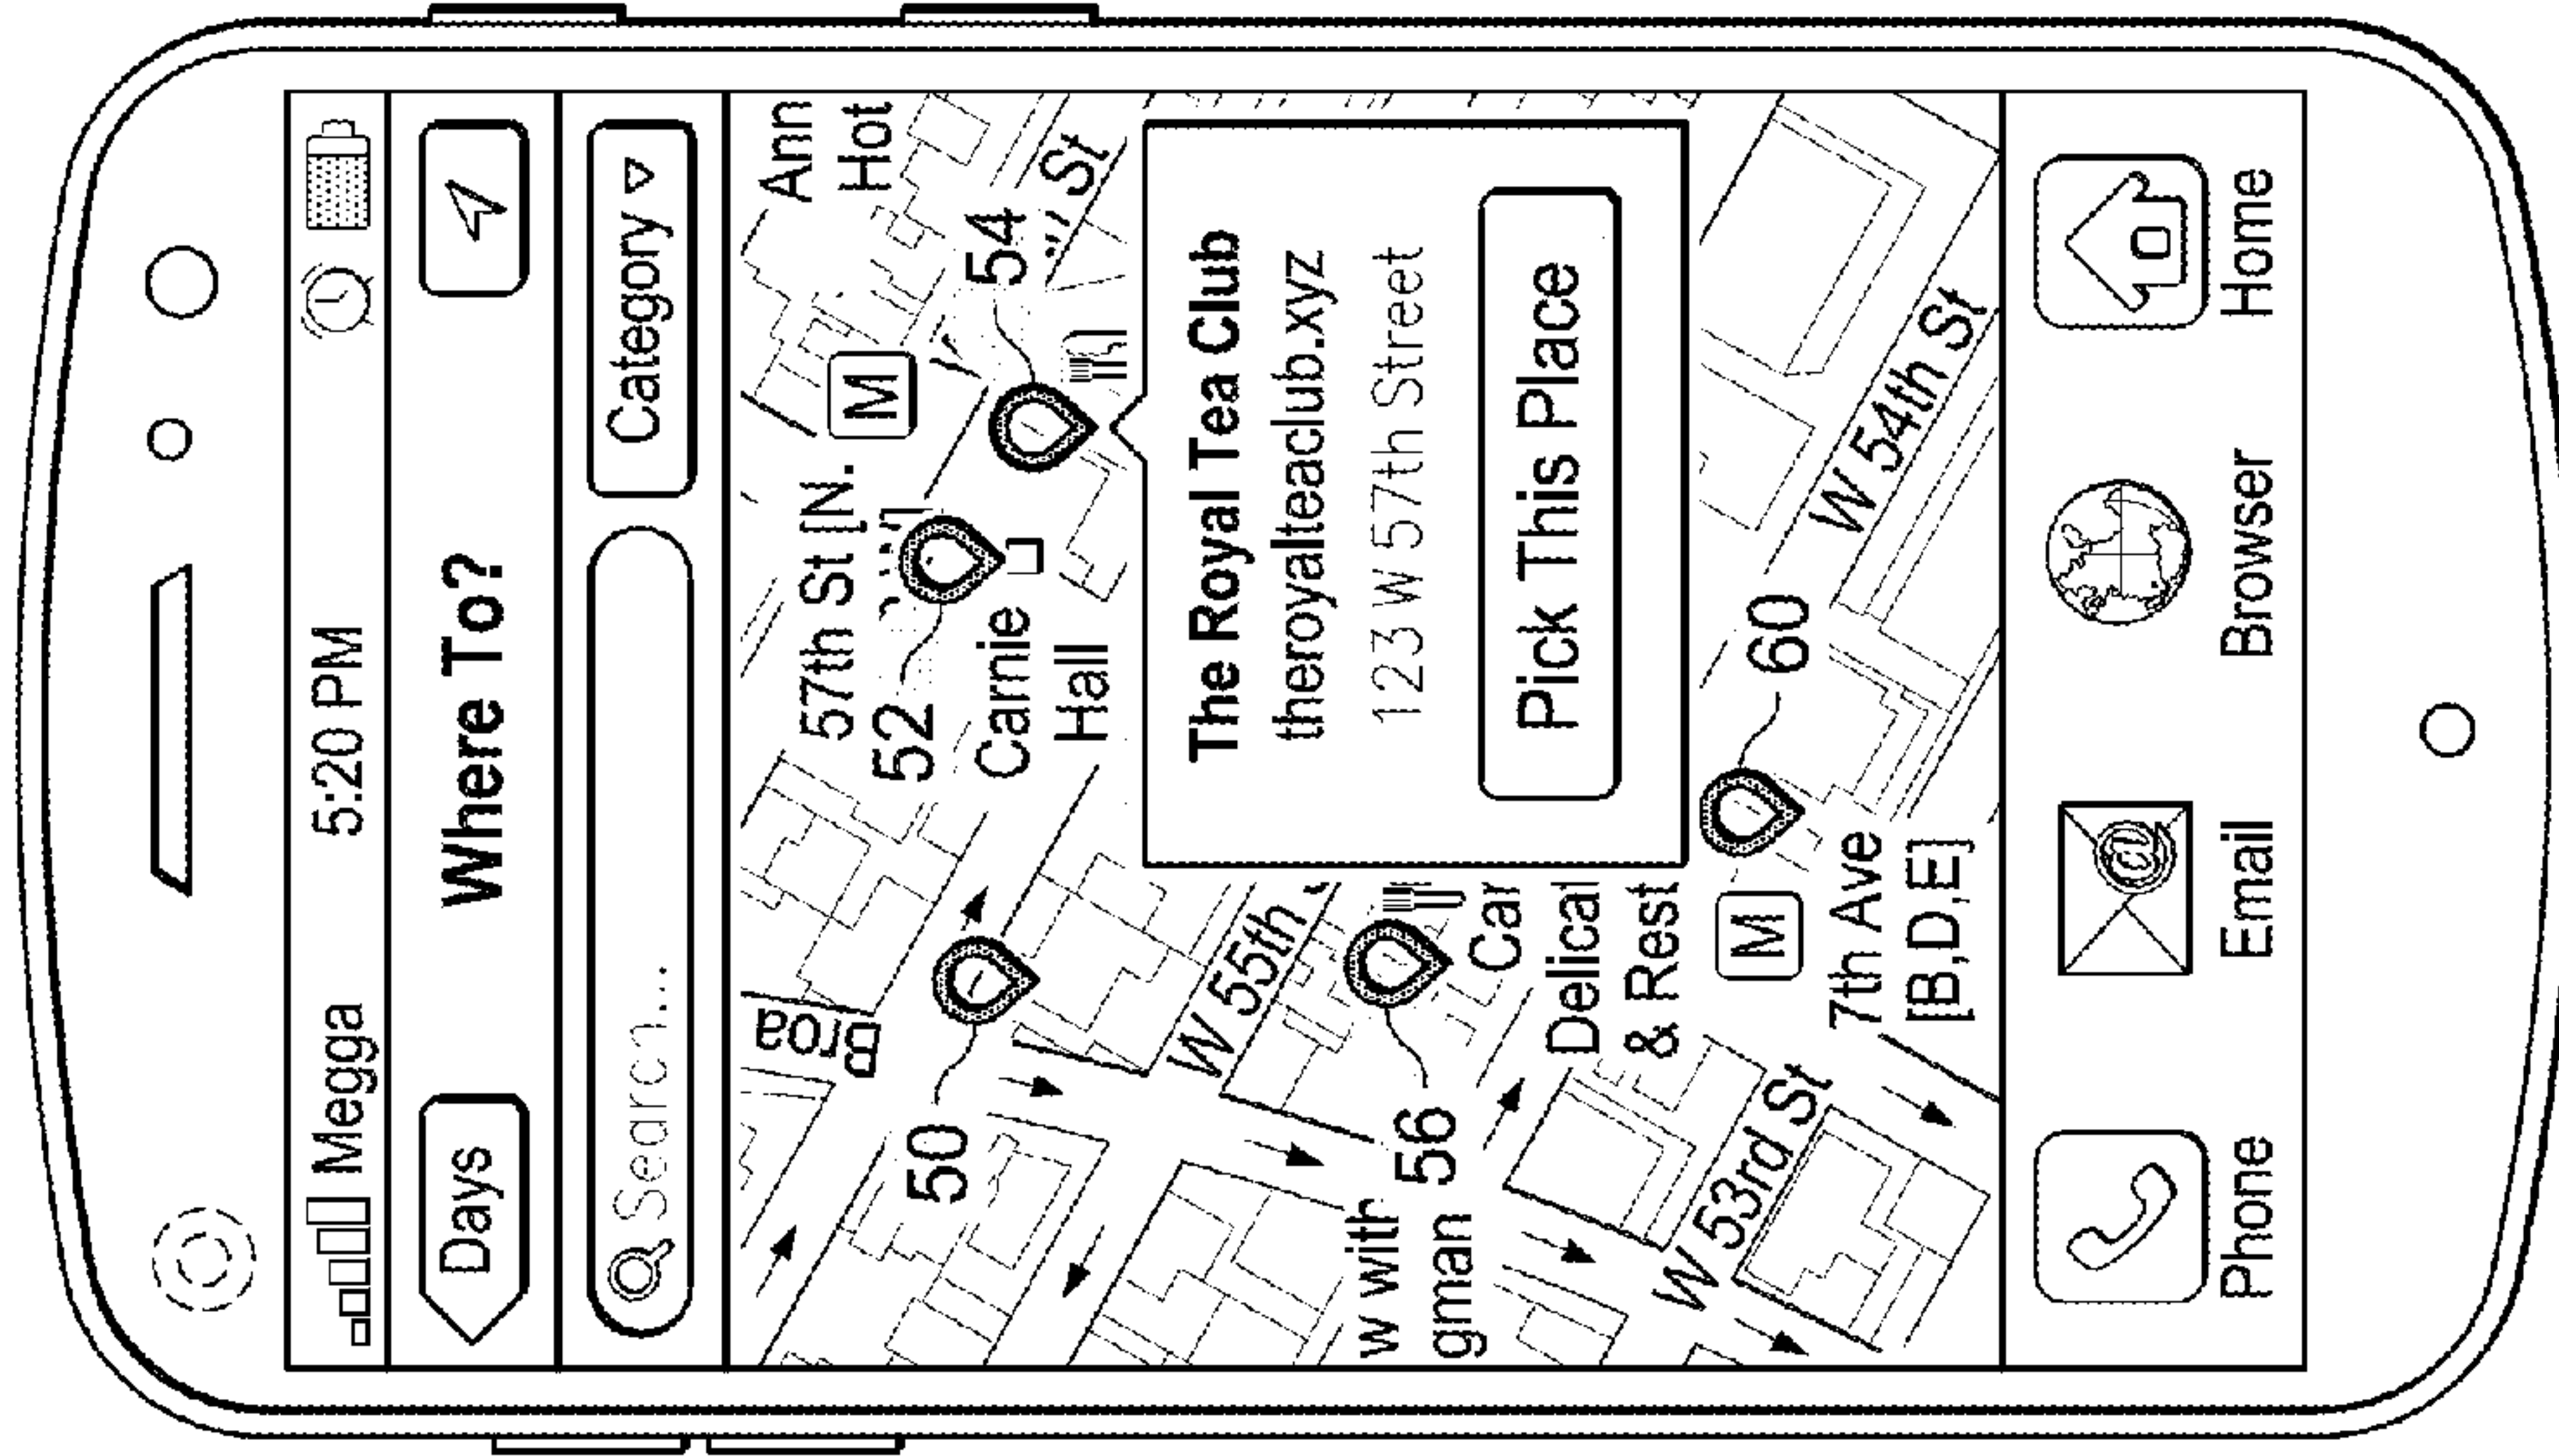 Megga 5:20 PM
Days Where To?
Search... Category
Ann
Hot
57th St [N.
M
Broa
52
54
St
50
Carnie
Hall
The Royal Tea Club
theroyalteaclub.xyz
123 W 57th Street
Pick This Place
W 55th
56
w with
gman
Car
Delicat
& Rest
60
M
7th Ave
[B,D,E]
W 54th St
W 53rd St
@
Phone Email Browser Home